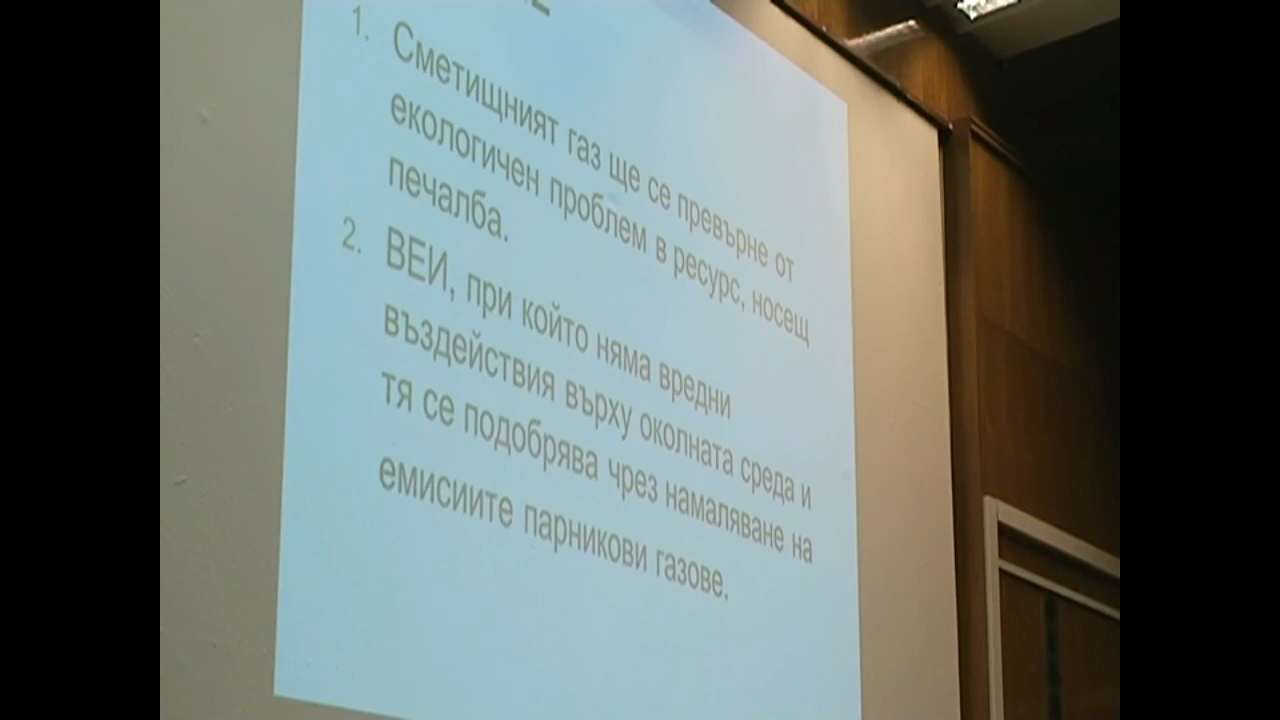 1. Сметищният газ ще се превърне от
екологичен проблем в ресурс, носещ
печалба.
2. ВЕИ, при който няма вредни
въздействия върху околната среда и
тя се подобрява чрез намаляване на
емисиите парникови газове.